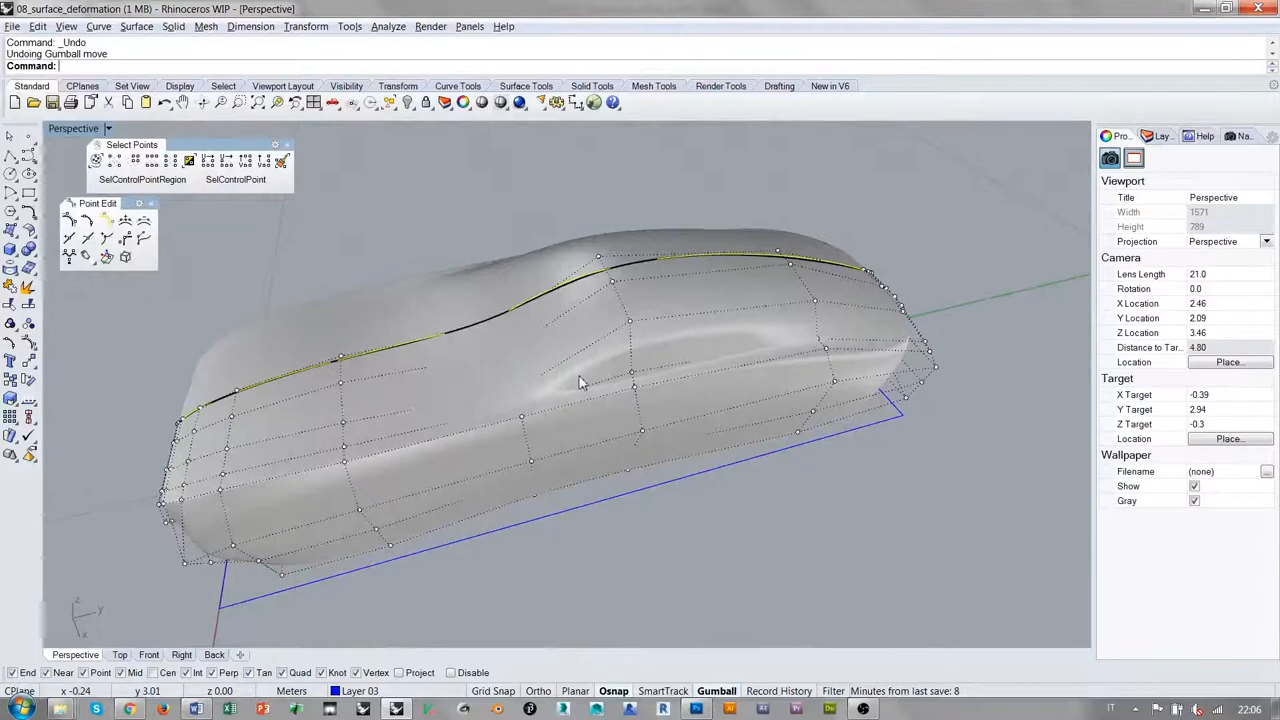 08_surface_deformation (1 MB) - Rhinoceros WIP - [Perspective]
File Edit View Curve Surface Solid Mesh Dimension Transform Tools Analyze Render Panels Help
Command: _Undo
Undoing Gumball move
Command:
Standard CPlanes Set View Display Select Viewport Layout Visibility Transform Curve Tools Surface Tools Solid Tools Mesh Tools Render Tools Drafting New in V6
Perspective
Select Points
SelControlPointRegion SelControlPoint
Point Edit
Pro... Lay... Help Na...
Viewport
Title Perspective
Width 1571
Height 789
Projection Perspective
Camera
Lens Length 21.0
Rotation 0.0
X Location 2.46
Y Location 2.09
Z Location 3.46
Distance to Tar... 4.80
Location Place...
Target
X Target -0.39
Y Target 2.94
Z Target -0.3
Location Place...
Wallpaper
Filename (none) ...
Show
Gray
z
y
x
Perspective Top Front Right Back
End Near Point Mid Cen Int Perp Tan Quad Knot Vertex Project Disable
CPlane x -0.24 y 3.01 z 0.00 Meters Layer 03 Grid Snap Ortho Planar Osnap SmartTrack Gumball Record History Filter Minutes from last save: 8
IT 22:06